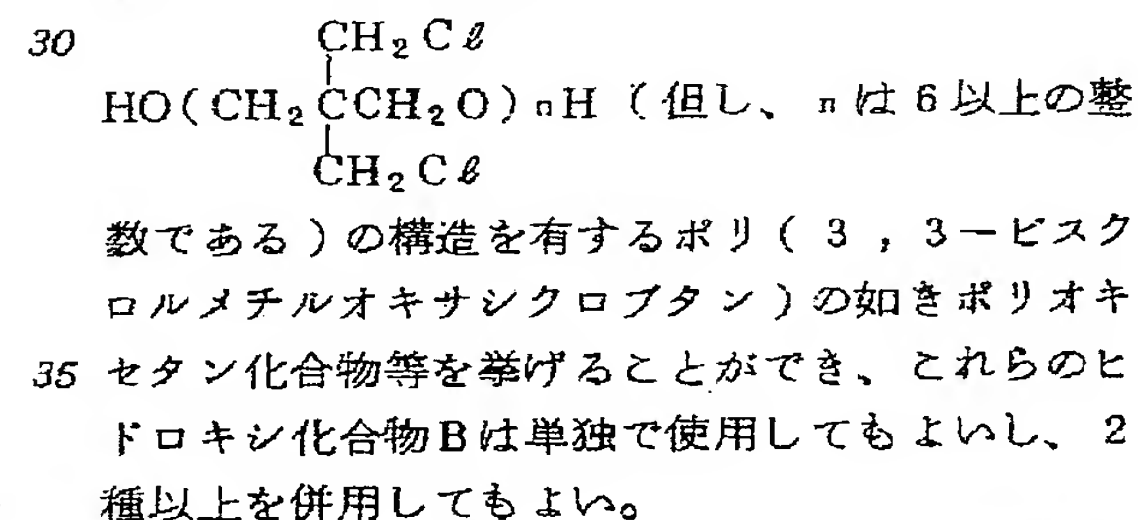 30 CH₂Cℓ
HO(CH₂CCH₂O)nH (但し、nは6以上の整
CH₂Cℓ
数である)の構造を有するポリ(3,3-ビスク
ロルメチルオキサシクロブタン)の如きポリオキ
35 セタン化合物等を挙げることができ、これらのヒ
ドロキシ化合物Bは単独で使用してもよいし、2
種以上を併用してもよい。